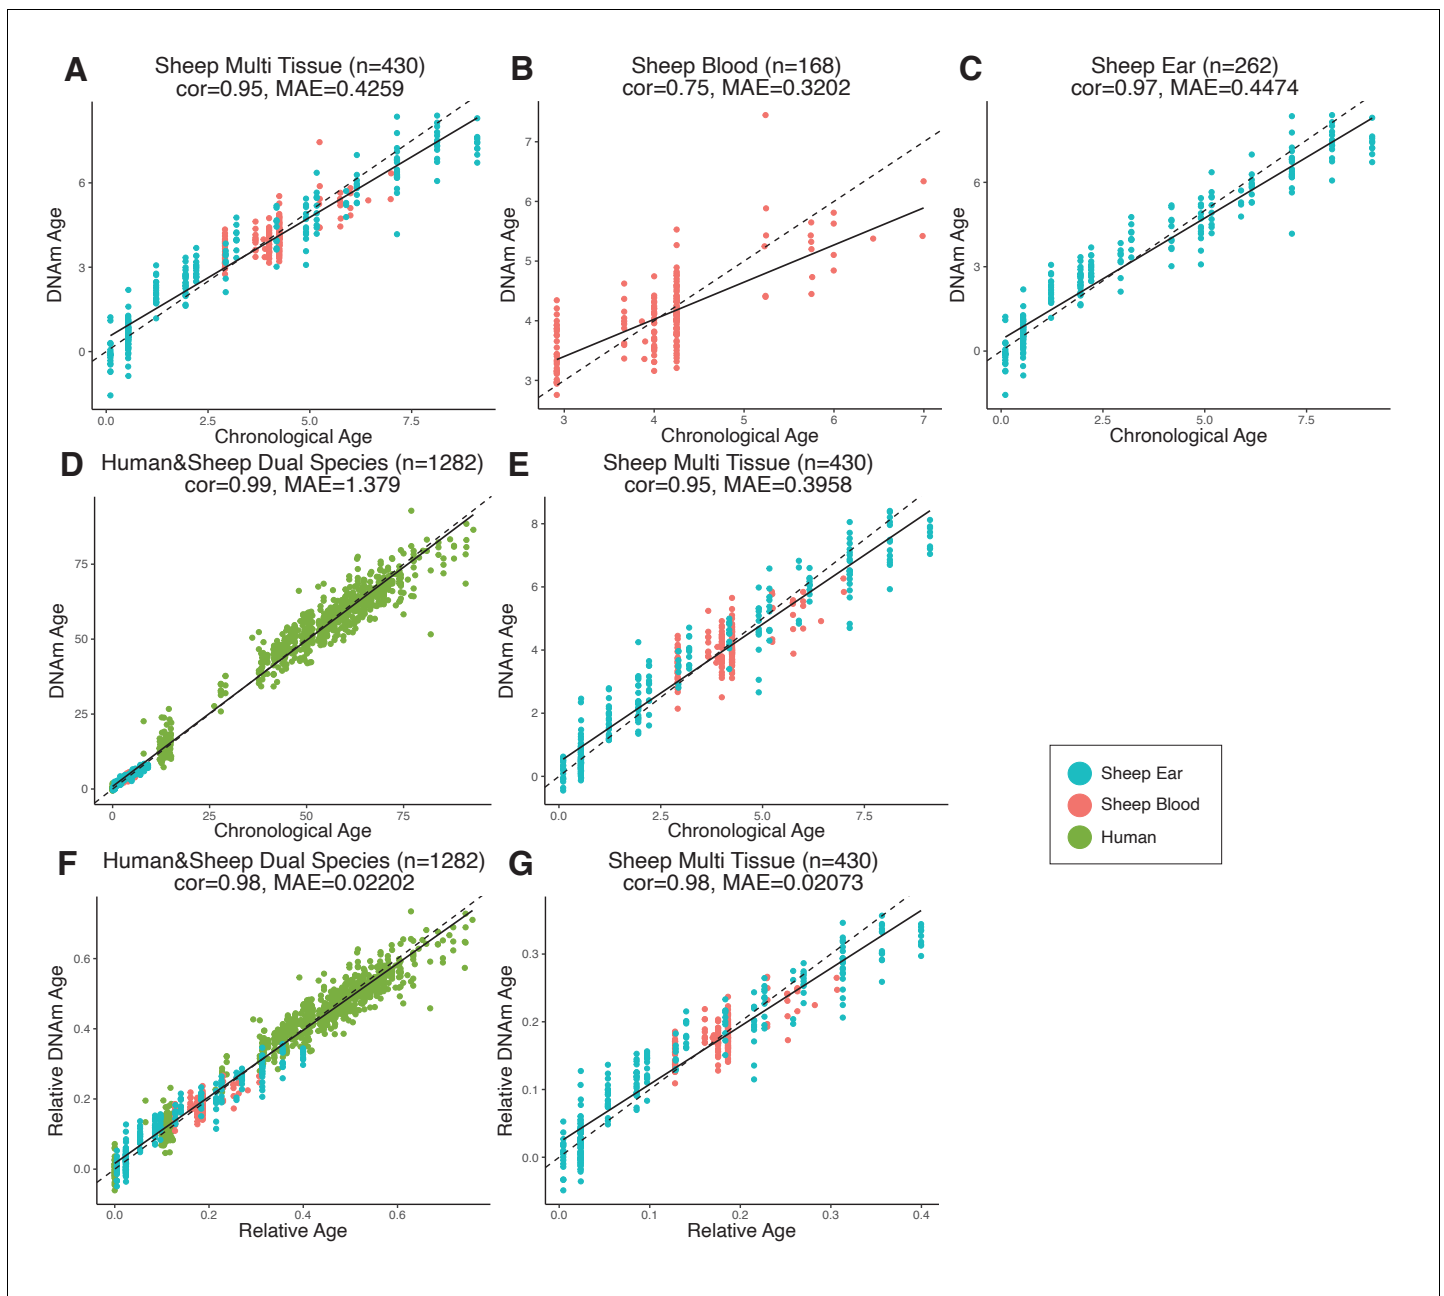 A
Sheep Multi Tissue (n=430)
cor=0.95, MAE=0.4259
DNAm Age
6
3
0
0.0 2.5 5.0 7.5
Chronological Age
B
Sheep Blood (n=168)
cor=0.75, MAE=0.3202
DNAm Age
7
6
5
4
3
3 4 5 6 7
Chronological Age
C
Sheep Ear (n=262)
cor=0.97, MAE=0.4474
DNAm Age
6
3
0
0.0 2.5 5.0 7.5
Chronological Age
D
Human&Sheep Dual Species (n=1282)
cor=0.99, MAE=1.379
DNAm Age
75
50
25
0
0 25 50 75
Chronological Age
E
Sheep Multi Tissue (n=430)
cor=0.95, MAE=0.3958
DNAm Age
8
6
4
2
0
0.0 2.5 5.0 7.5
Chronological Age
Sheep Ear
Sheep Blood
Human
F
Human&Sheep Dual Species (n=1282)
cor=0.98, MAE=0.02202
Relative DNAm Age
0.6
0.4
0.2
0.0
0.0 0.2 0.4 0.6
Relative Age
G
Sheep Multi Tissue (n=430)
cor=0.98, MAE=0.02073
Relative DNAm Age
0.3
0.2
0.1
0.0
0.0 0.1 0.2 0.3 0.4
Relative Age